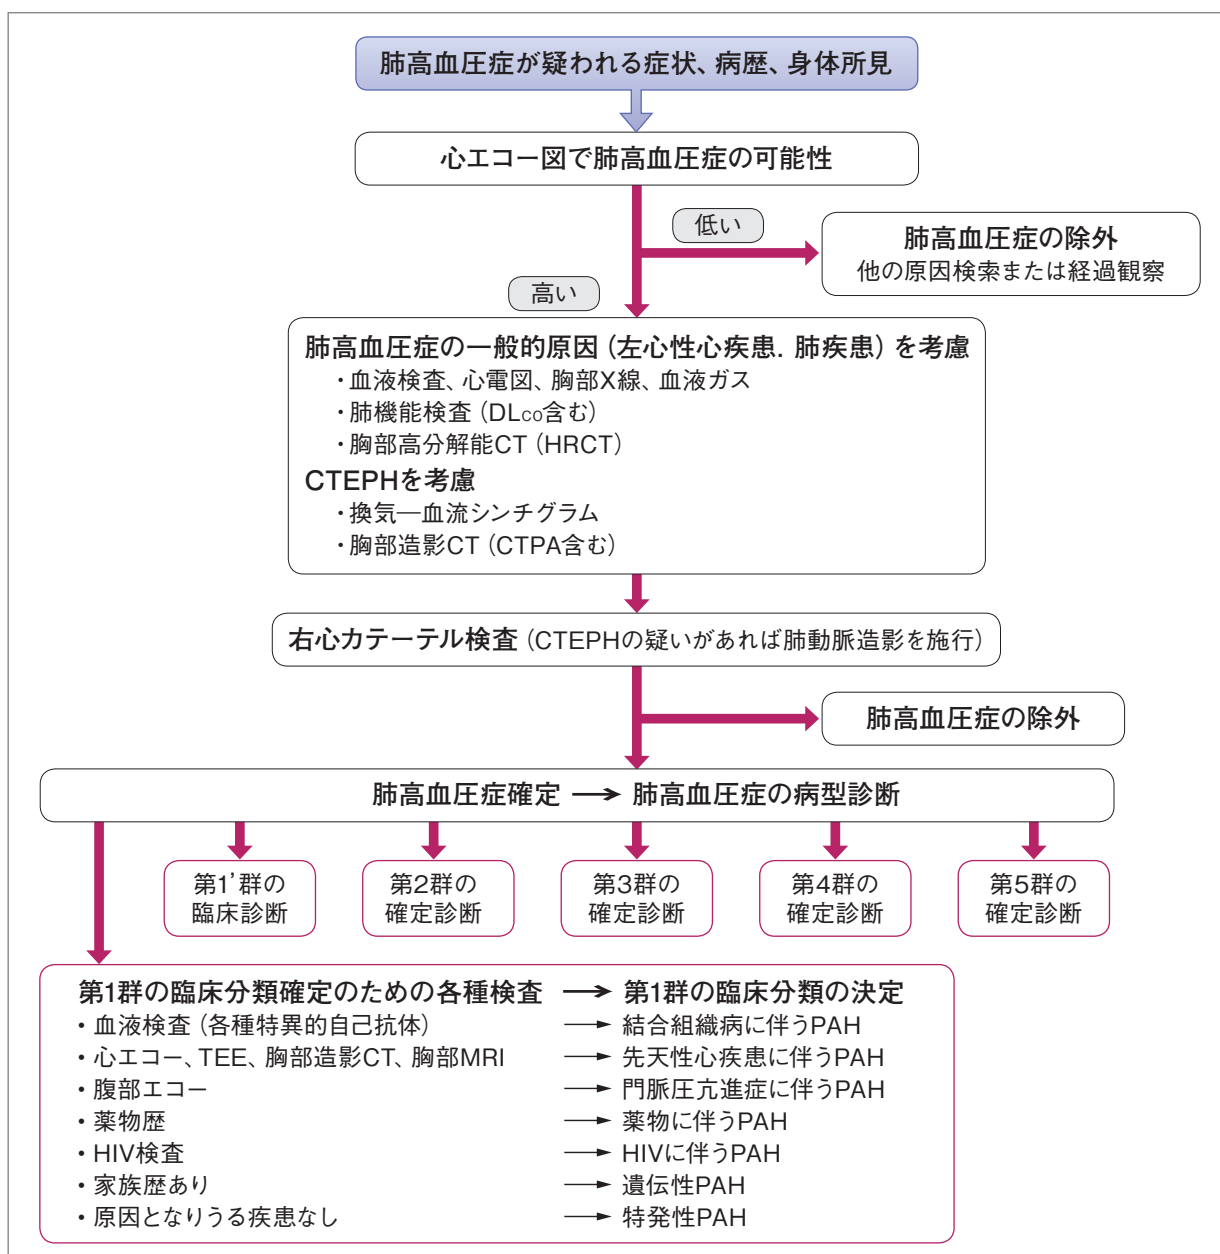 肺高血圧症が疑われる症状、病歴、身体所見
心エコー図で肺高血圧症の可能性
低い
肺高血圧症の除外
他の原因検索または経過観察
高い
肺高血圧症の一般的原因（左心性心疾患．肺疾患）を考慮
・血液検査、心電図、胸部X線、血液ガス
・肺機能検査（DLco含む）
・胸部高分解能CT（HRCT）
CTEPHを考慮
・換気—血流シンチグラム
・胸部造影CT（CTPA含む）
右心カテーテル検査（CTEPHの疑いがあれば肺動脈造影を施行）
肺高血圧症の除外
肺高血圧症確定 → 肺高血圧症の病型診断
第1’群の
臨床診断
第2群の
確定診断
第3群の
確定診断
第4群の
確定診断
第5群の
確定診断
第1群の臨床分類確定のための各種検査 → 第1群の臨床分類の決定
・血液検査（各種特異的自己抗体） → 結合組織病に伴うPAH
・心エコー、TEE、胸部造影CT、胸部MRI → 先天性心疾患に伴うPAH
・腹部エコー → 門脈圧亢進症に伴うPAH
・薬物歴 → 薬物に伴うPAH
・HIV検査 → HIVに伴うPAH
・家族歴あり → 遺伝性PAH
・原因となりうる疾患なし → 特発性PAH